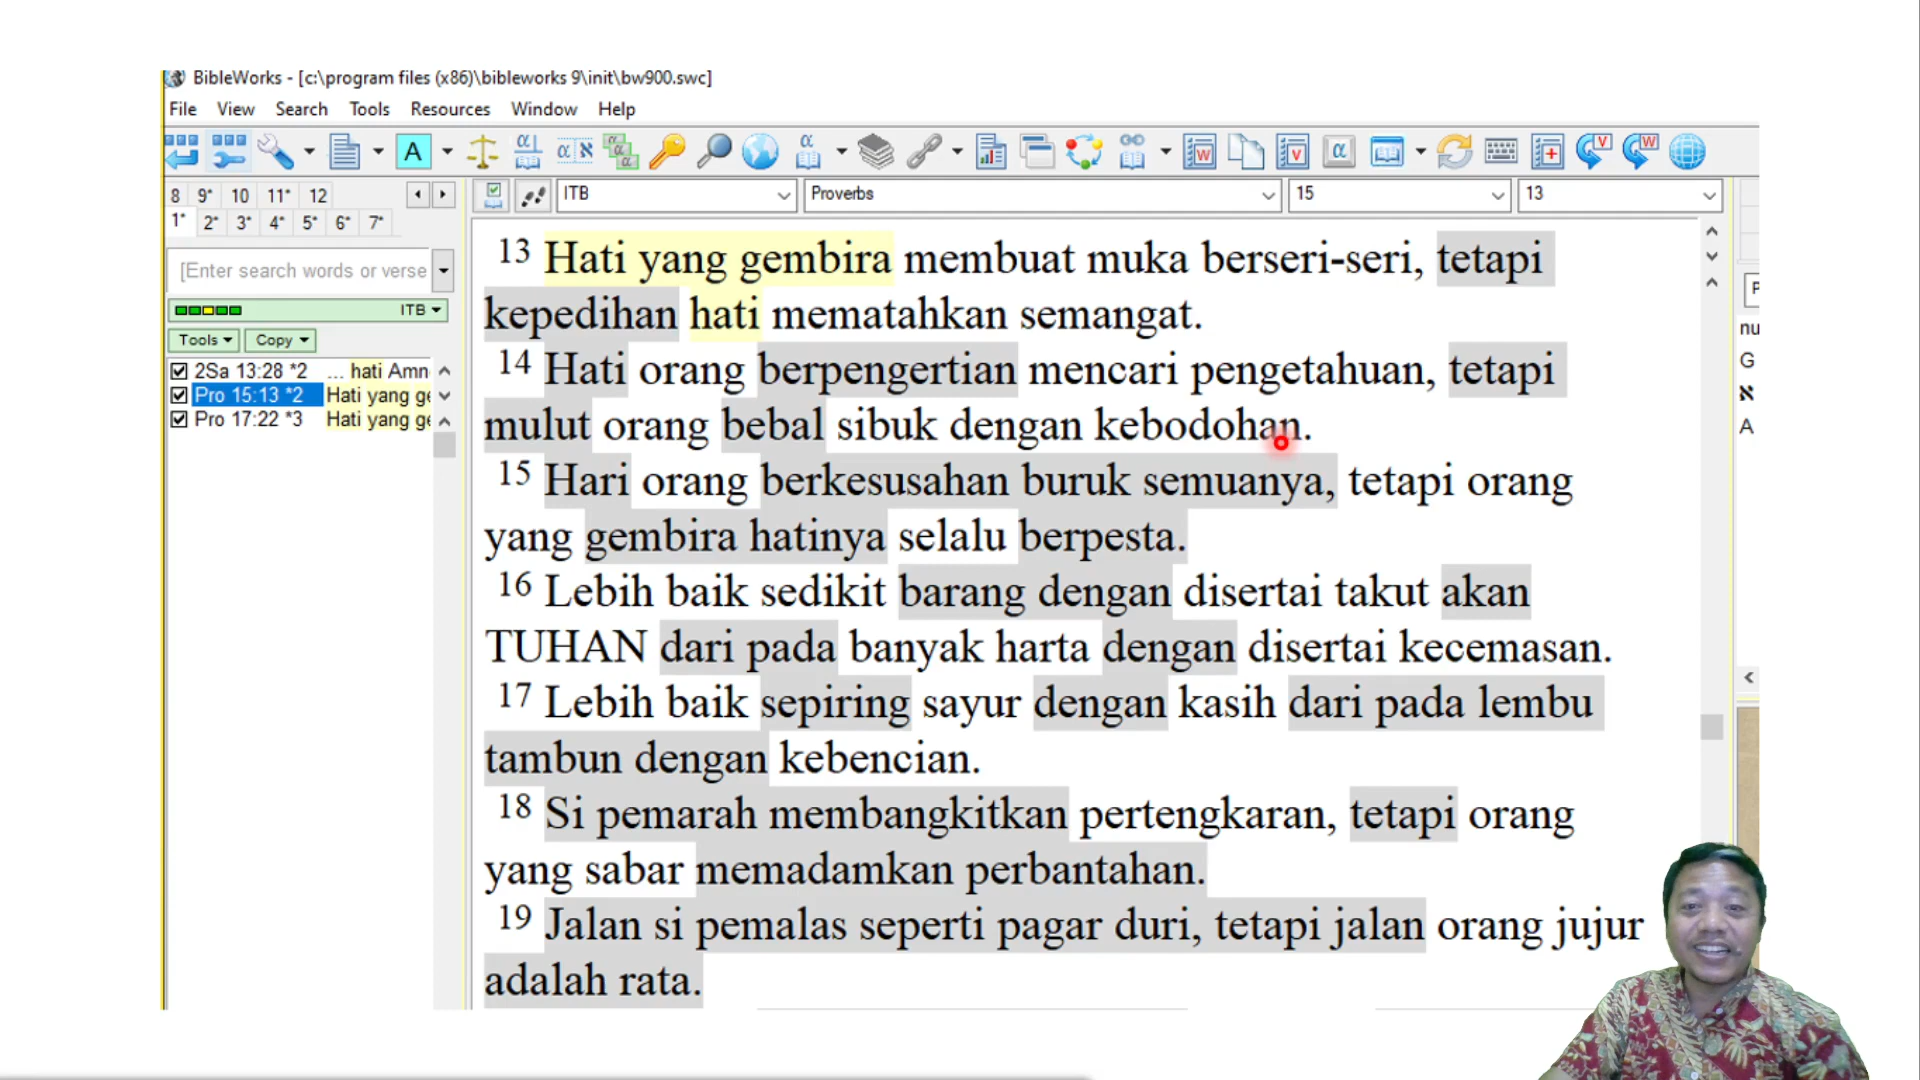 BibleWorks - [c:\program files (x86)\bibleworks 9\init\bw900.swc]
File View Search Tools Resources Window Help
8 9* 10 11* 12
1* 2* 3* 4* 5* 6* 7*
ITB Proverbs 15 13
[Enter search words or verse
ITB
Tools Copy
2Sa 13:28 *2 ... hati Amn
Pro 15:13 *2 Hati yang ge
Pro 17:22 *3 Hati yang ge
13 Hati yang gembira membuat muka berseri-seri, tetapi
kepedihan hati mematahkan semangat.
14 Hati orang berpengertian mencari pengetahuan, tetapi
mulut orang bebal sibuk dengan kebodohan.
15 Hari orang berkesusahan buruk semuanya, tetapi orang
yang gembira hatinya selalu berpesta.
16 Lebih baik sedikit barang dengan disertai takut akan
TUHAN dari pada banyak harta dengan disertai kecemasan.
17 Lebih baik sepiring sayur dengan kasih dari pada lembu
tambun dengan kebencian.
18 Si pemarah membangkitkan pertengkaran, tetapi orang
yang sabar memadamkan perbantahan.
19 Jalan si pemalas seperti pagar duri, tetapi jalan orang jujur
adalah rata.
nu
G
א
A